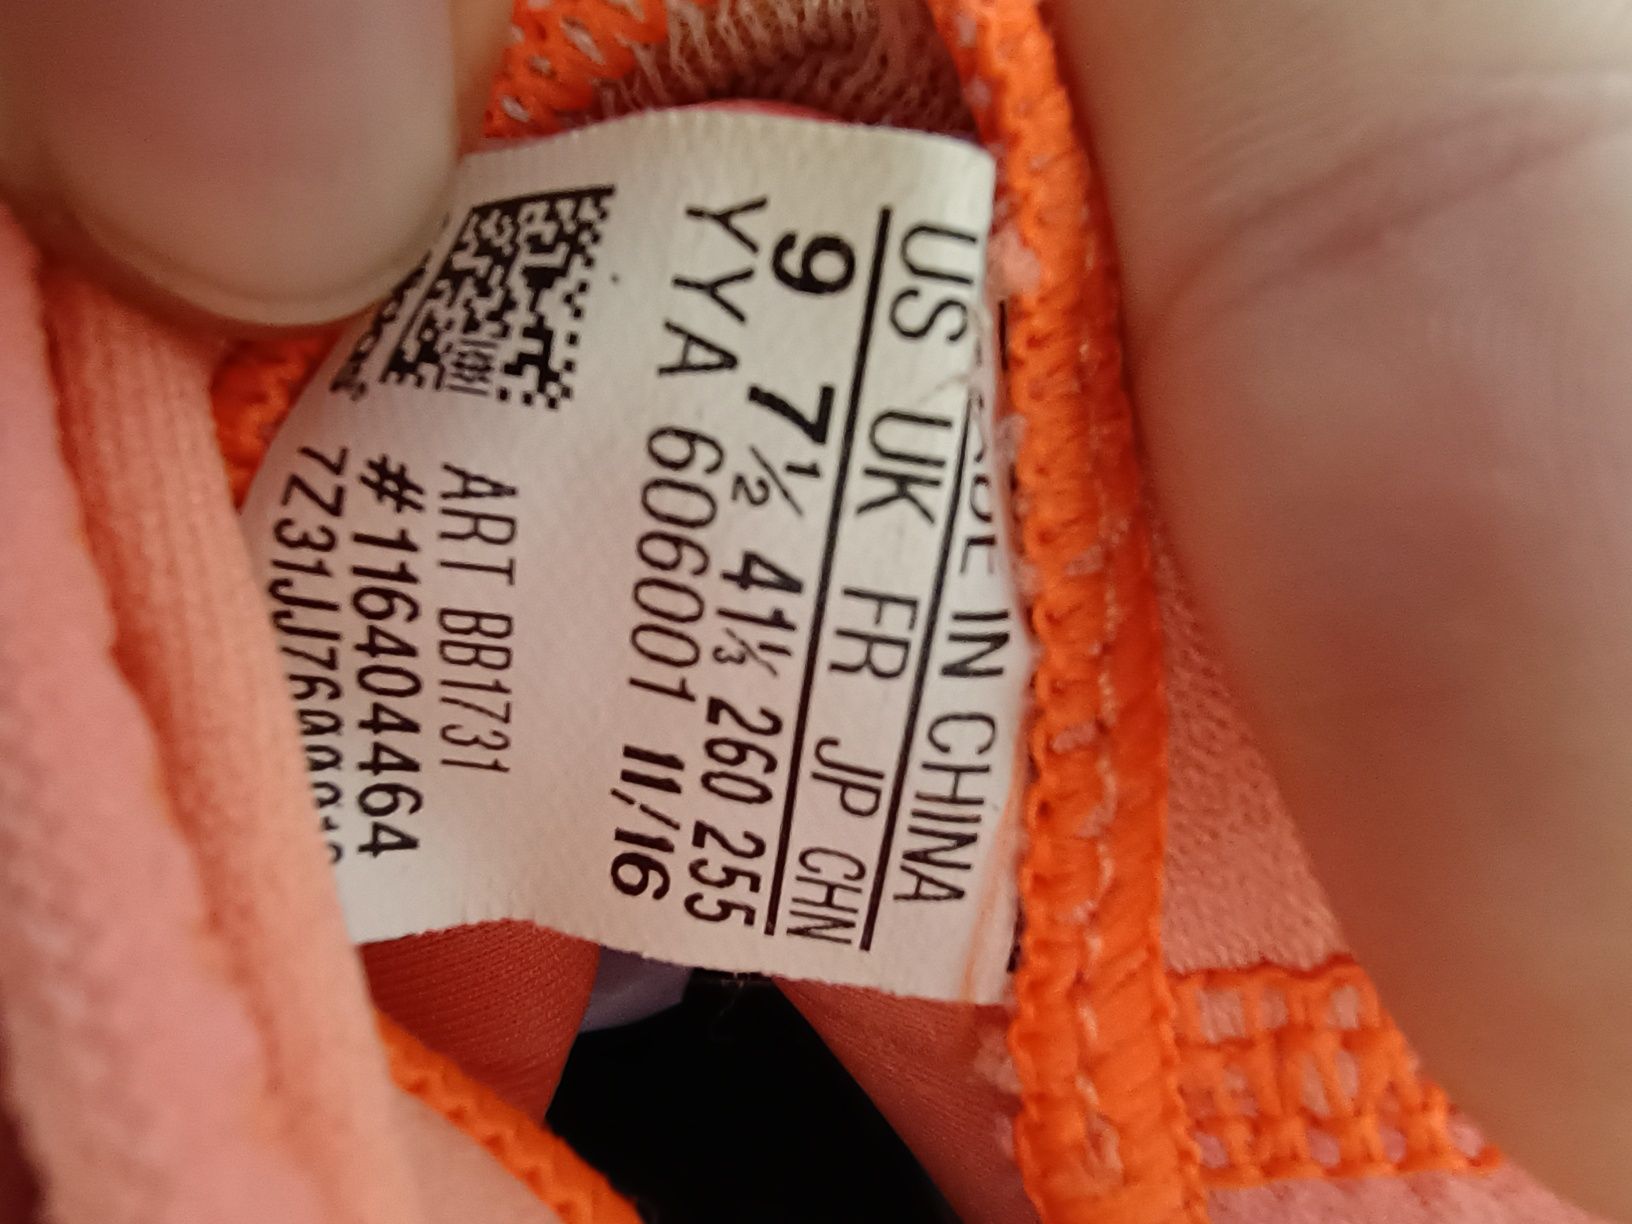 MADE IN CHINA
US UK FR JP CHN
9 7½ 41⅓ 260 255
YYA 606001 11/16
ART BB1731
#116404464